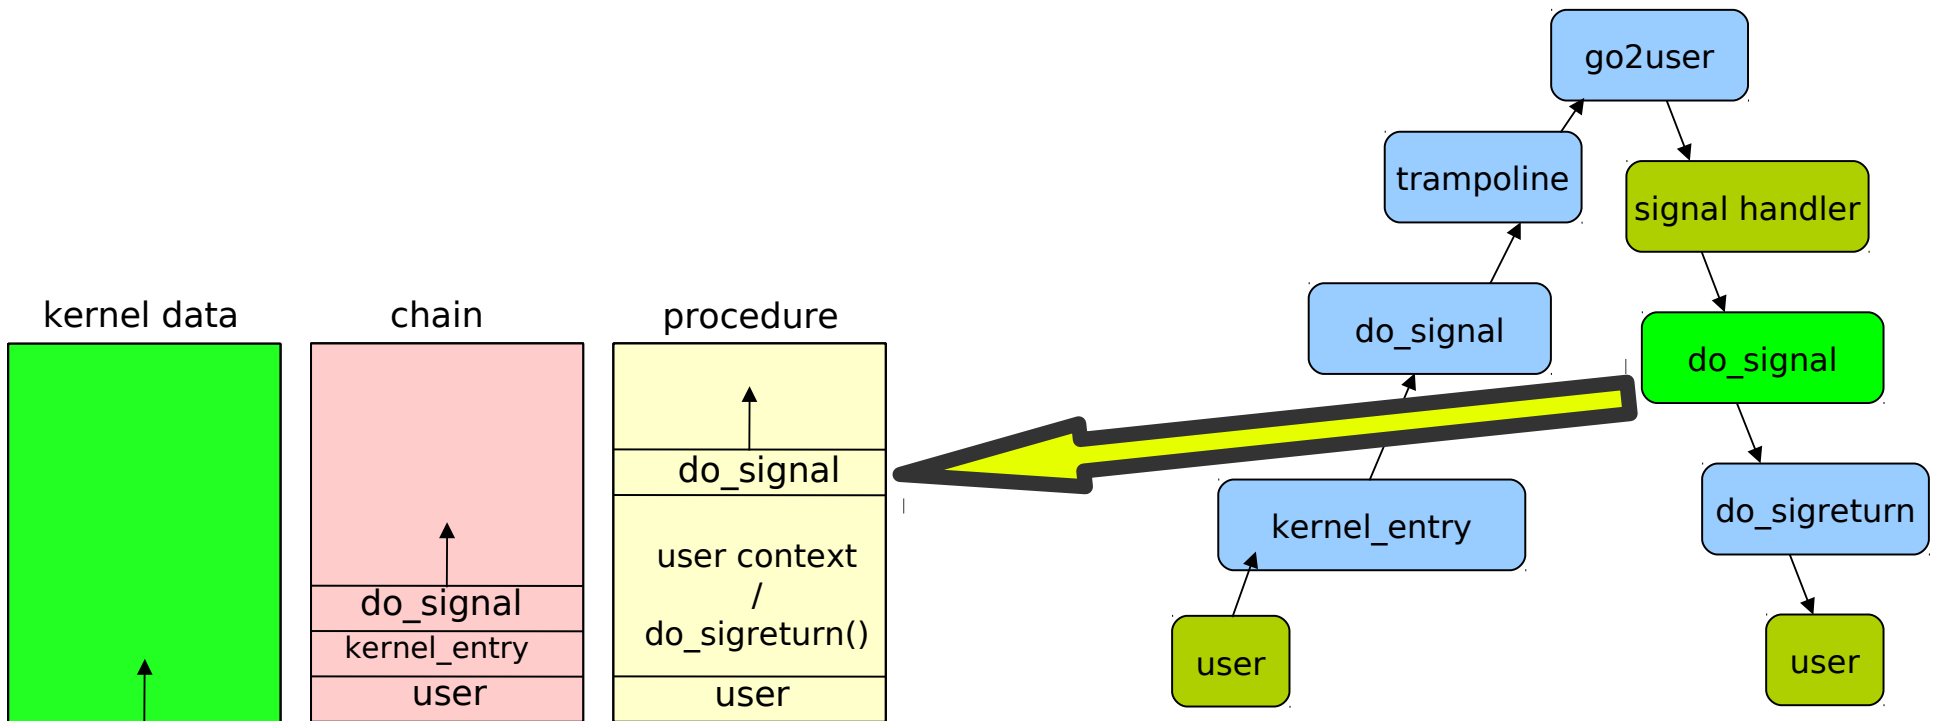 go2user
trampoline
signal handler
kernel data
chain
procedure
do_signal
do_signal
do_signal
user context
/
do_sigreturn()
do_signal
kernel_entry
user
user
kernel_entry
do_sigreturn
user
user